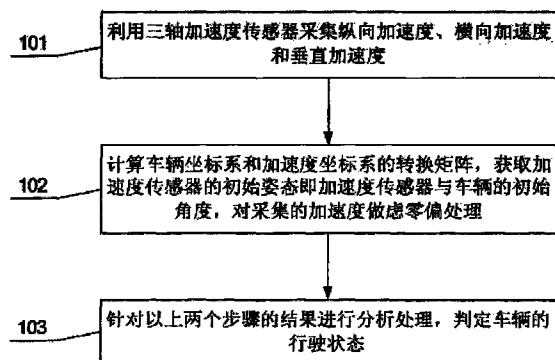 101
利用三轴加速度传感器采集纵向加速度、横向加速度
和垂直加速度
102
计算车辆坐标系和加速度坐标系的转换矩阵，获取加
速度传感器的初始姿态即加速度传感器与车辆的初始
角度，对采集的加速度做虑零偏处理
103
针对以上两个步骤的结果进行分析处理，判定车辆的
行驶状态